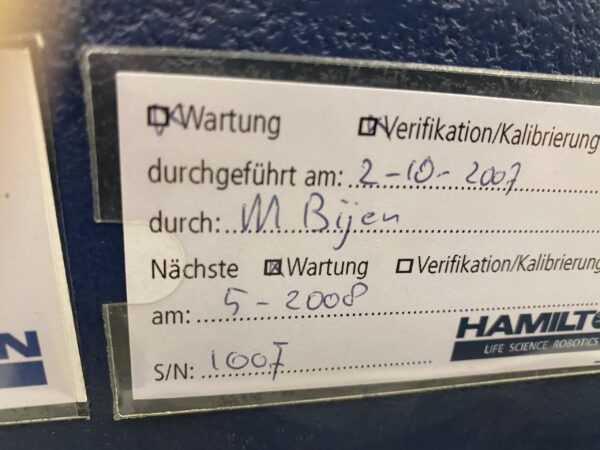 Wartung Verifikation/Kalibrierung
durchgeführt am: 2-10-2007
durch: M Bijen
Nächste Wartung Verifikation/Kalibrierung
am: 5-2008
HAMILT
LIFE SCIENCE ROBOTICS
S/N: 1007
N